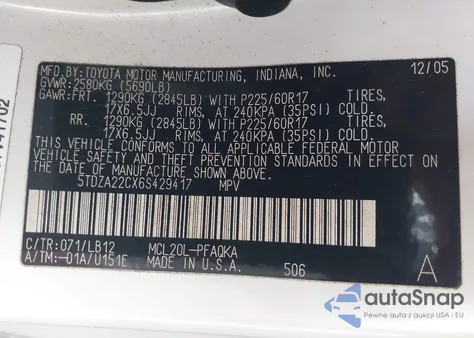 MFD.BY:TOYOTA MOTOR MANUFACTURING, INDIANA, INC. 12/05
GVWR: 2580KG (5690LB)
GAWR:FRT. 1290KG (2845LB) WITH P225/60R17 TIRES,
17X6.5JJ RIMS, AT 240KPA (35PSI) COLD.
RR. 1290KG (2845LB) WITH P225/60R17 TIRES,
17X6.5JJ RIMS, AT 240KPA (35PSI) COLD.
THIS VEHICLE CONFORMS TO ALL APPLICABLE FEDERAL MOTOR
VEHICLE SAFETY AND THEFT PREVENTION STANDARDS IN EFFECT ON
THE DATE OF MANUFACTURE SHOWN ABOVE.
5TDZA22CX6S429417 MPV
C/TR:071/LB12 MCL20L-PFAQKA
A/TM:-01A/U151E MADE IN U.S.A. 506 A
autoSnap
Pewne auta z aukcji USA i EU